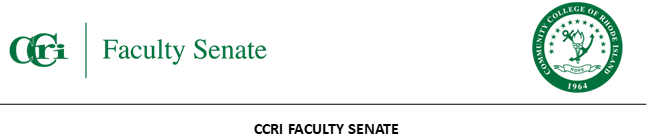 CCri Faculty Senate
COMMUNITY COLLEGE OF RHODE ISLAND
HOPE
1964
CCRI FACULTY SENATE